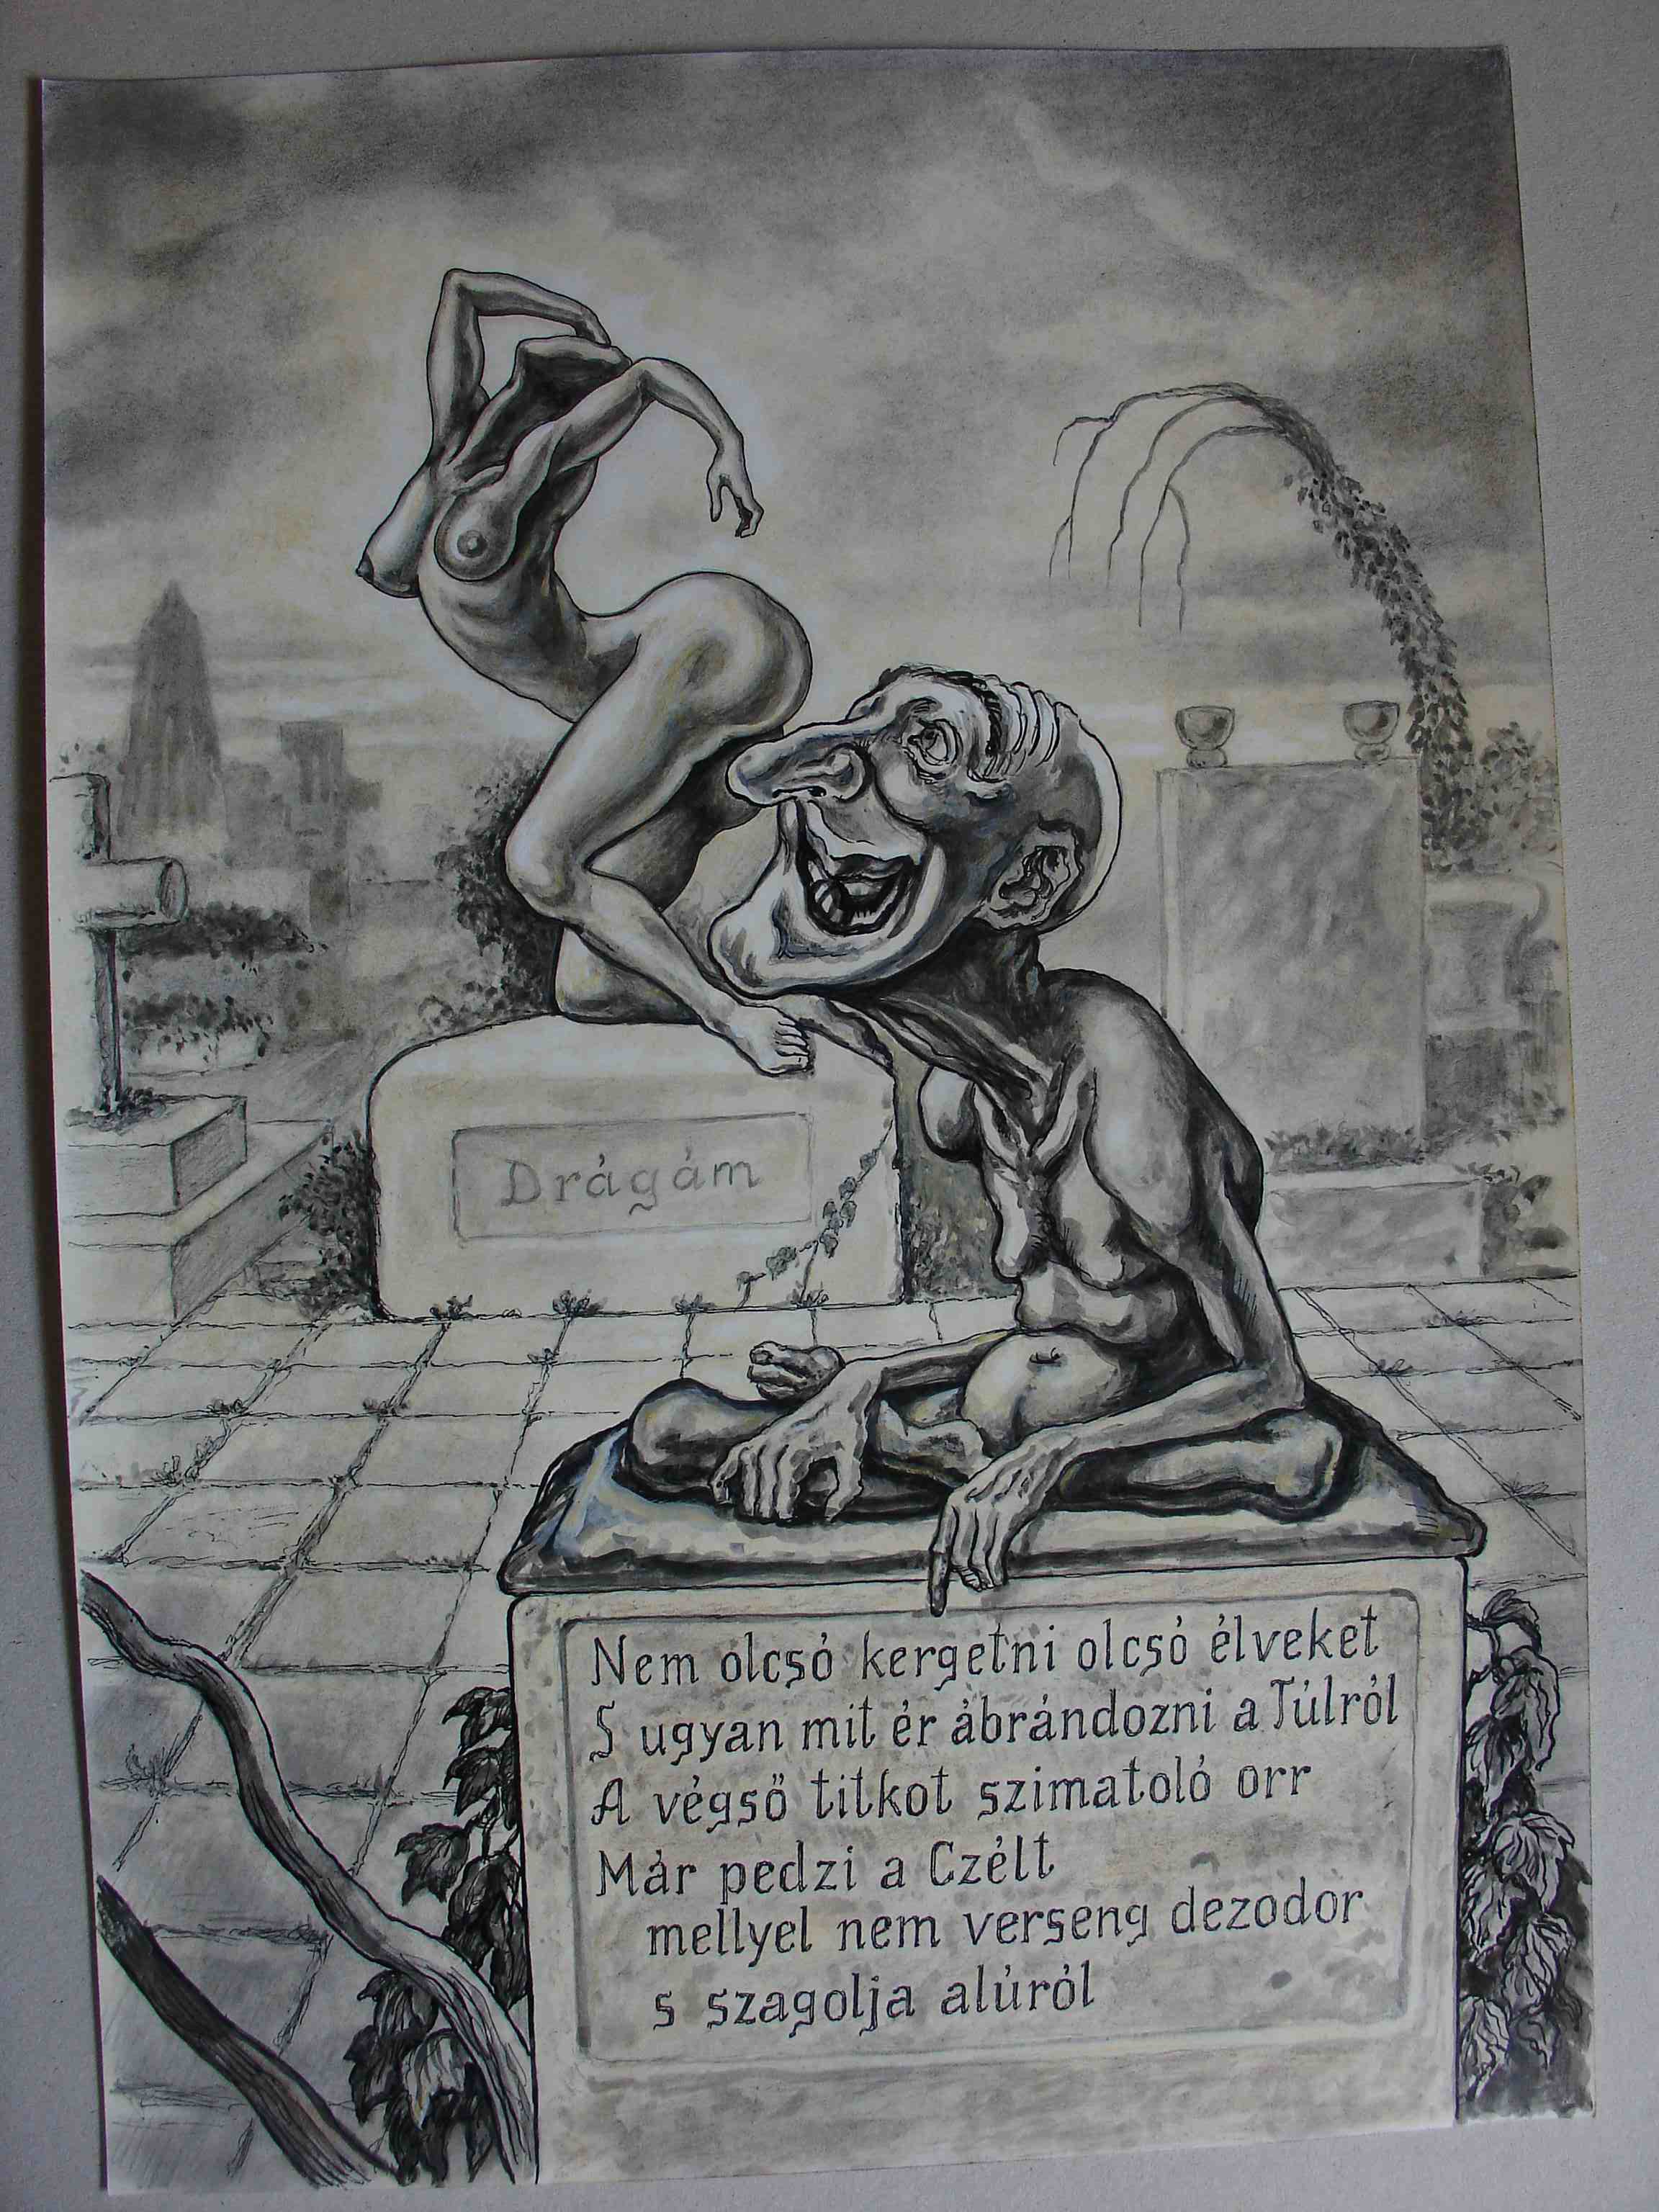 Drágám
Nem olcsó kergetni olcsó élveket
S ugyan mit ér ábrándozni a Túlról
A végső titkot szimatoló orr
Már pedzi a Czélt
mellyel nem verseng dezodor
s szagolja alúról